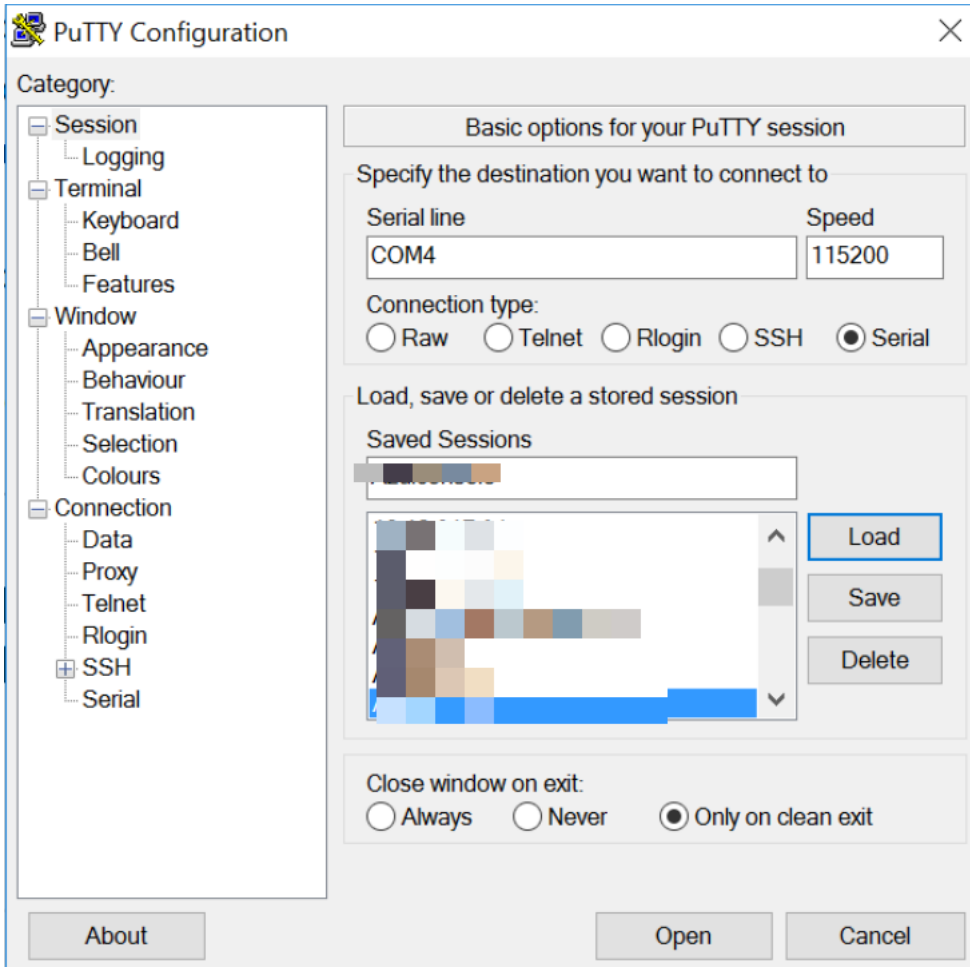 PuTTY Configuration
Category:
Session
Logging
Terminal
Keyboard
Bell
Features
Window
Appearance
Behaviour
Translation
Selection
Colours
Connection
Data
Proxy
Telnet
Rlogin
SSH
Serial
Basic options for your PuTTY session
Specify the destination you want to connect to
Serial line Speed
COM4 115200
Connection type:
Raw Telnet Rlogin SSH Serial
Load, save or delete a stored session
Saved Sessions
Load
Save
Delete
Close window on exit:
Always Never Only on clean exit
About Open Cancel